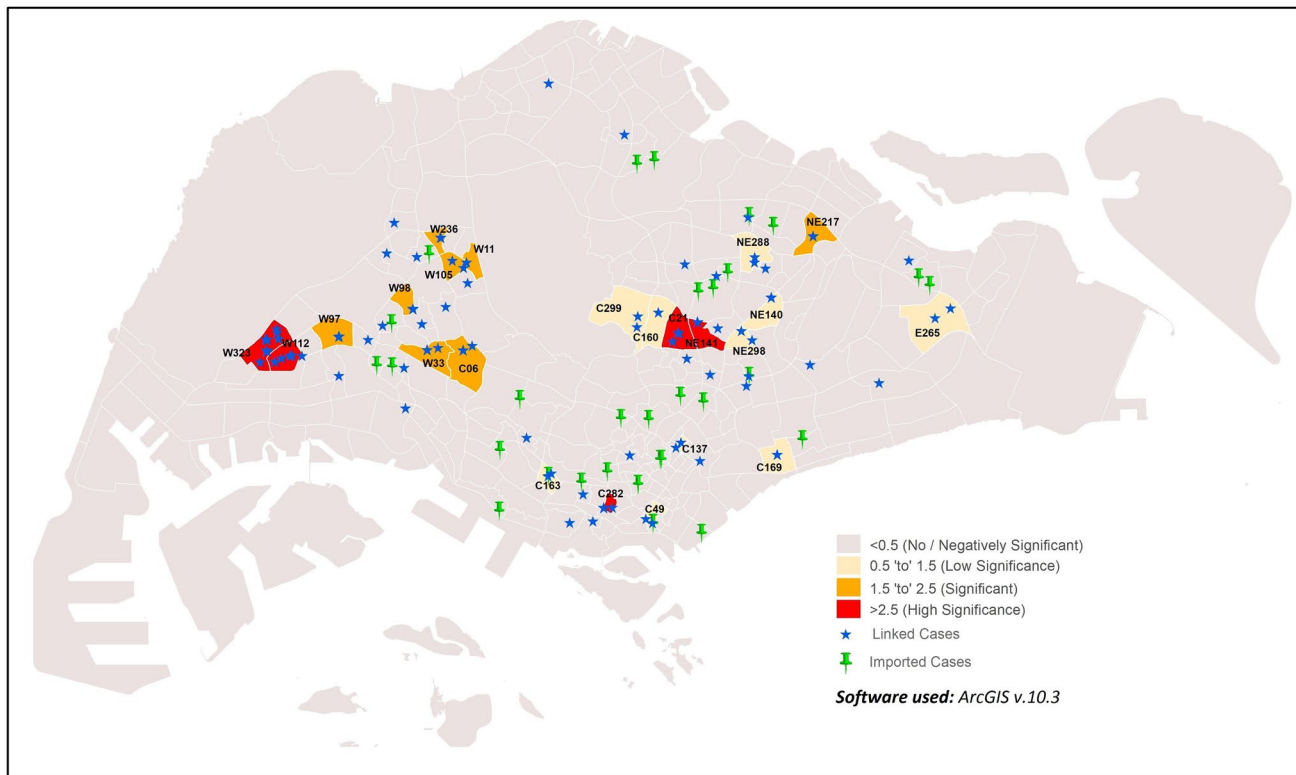 W236
W11
NE217
NE288
W105
W98
C299
C21
NE140
W97
E265
C160
NE141
W323
W112
NE298
W33
C06
C137
C169
C163
C282
C49
<0.5 (No / Negatively Significant)
0.5 'to' 1.5 (Low Significance)
1.5 'to' 2.5 (Significant)
>2.5 (High Significance)
Linked Cases
Imported Cases
Software used: ArcGIS v.10.3